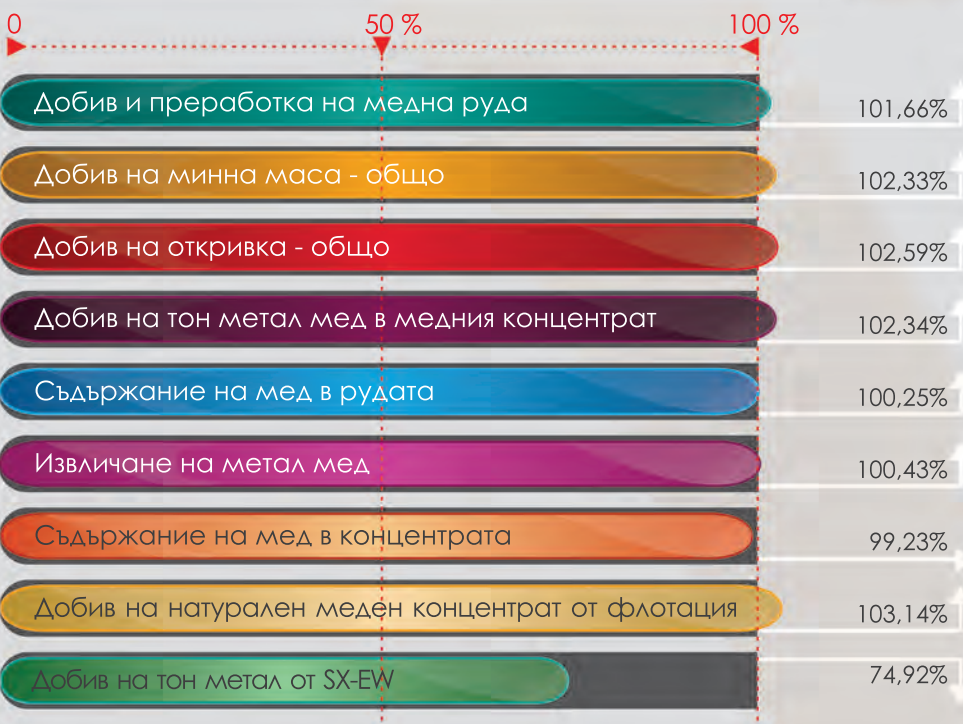 0 50 % 100 %
Добив и преработка на медна руда 101,66%
Добив на минна маса - общо 102,33%
Добив на откривка - общо 102,59%
Добив на тон метал мед в медния концентрат 102,34%
Съдържание на мед в рудата 100,25%
Извличане на метал мед 100,43%
Съдържание на мед в концентрата 99,23%
Добив на натурален меден концентрат от флотация 103,14%
Добив на тон метал от SX-EW 74,92%